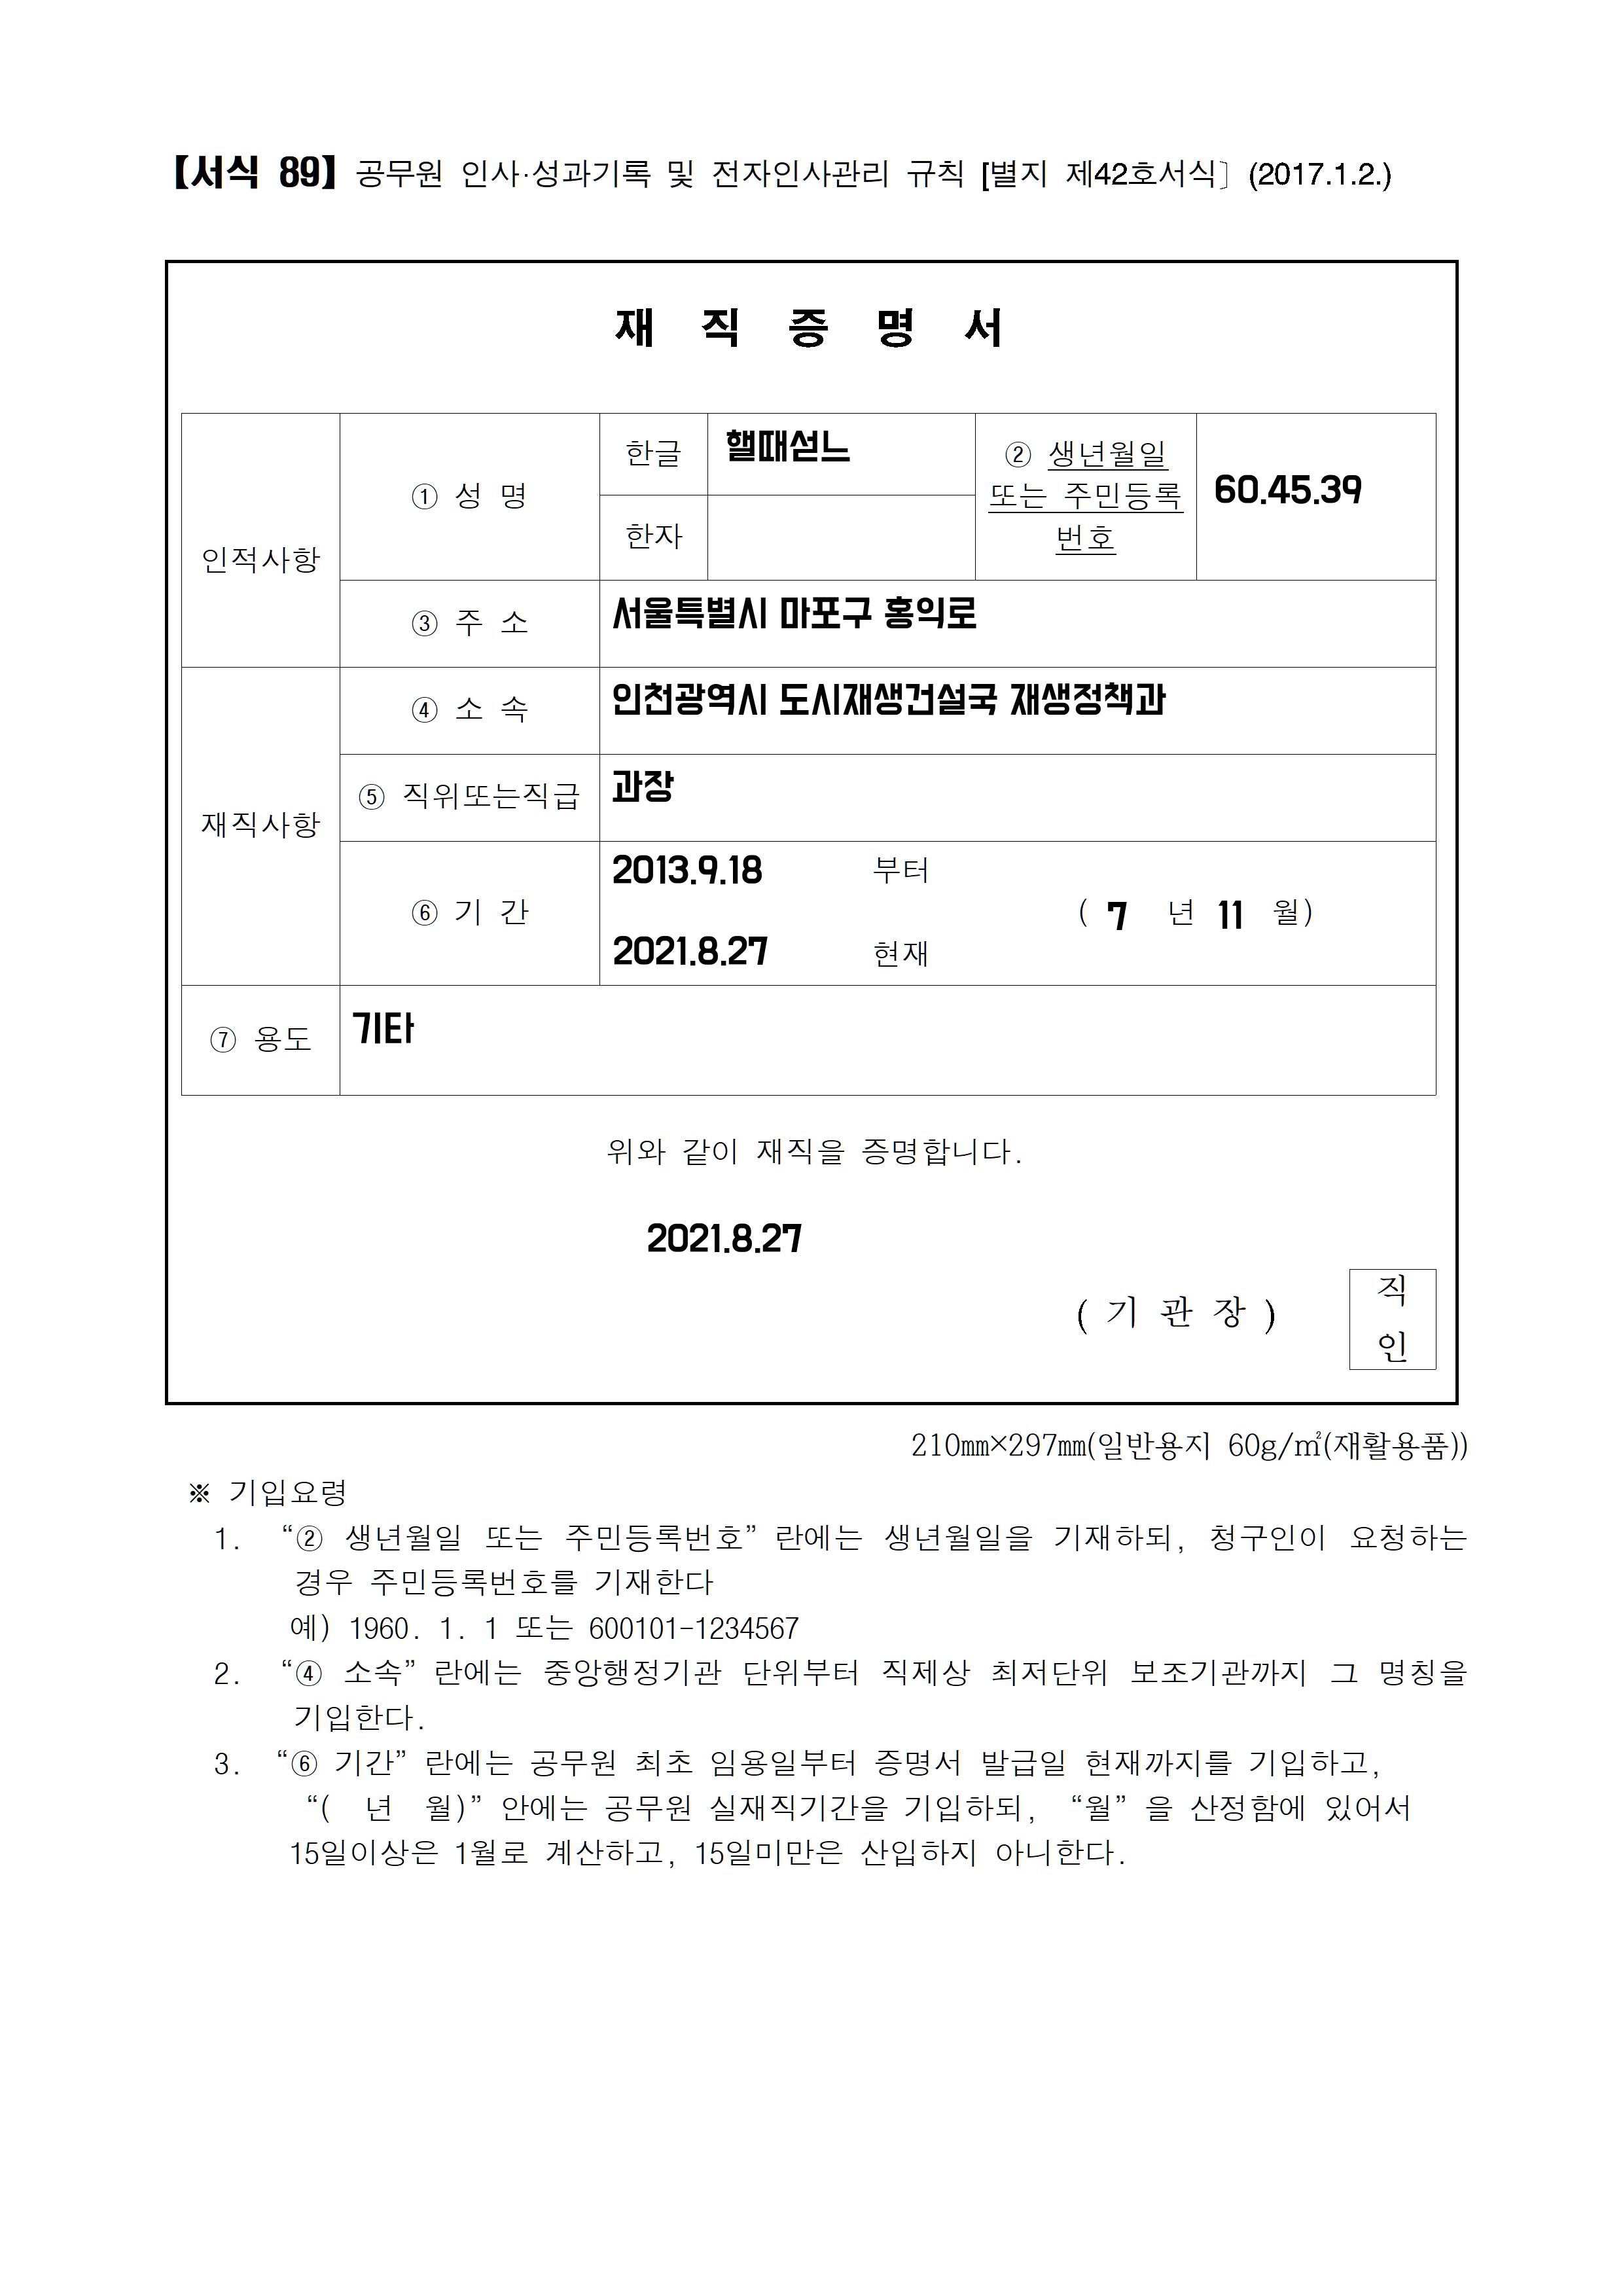 【서식 89】 공무원 인사·성과기록 및 전자인사관리 규칙 [별지 제42호서식〕 (2017.1.2.)
재 직 증 명 서
인적사항
① 성 명
한글
핼때섣느
한자
② 생년월일
또는 주민등록
번호
60.45.39
③ 주 소
서울특별시 마포구 홍익로
재직사항
④ 소 속
인천광역시 도시재생건설국 재생정책과
⑤ 직위또는직급
과장
⑥ 기 간
2013.9.18 부터
( 7 년 11 월)
2021.8.27 현재
⑦ 용도
기타
위와 같이 재직을 증명합니다.
2021.8.27
( 기 관 장 )
직
인
210㎜×297㎜(일반용지 60g/㎡(재활용품))
※ 기입요령
1. “② 생년월일 또는 주민등록번호” 란에는 생년월일을 기재하되, 청구인이 요청하는
경우 주민등록번호를 기재한다
예) 1960. 1. 1 또는 600101-1234567
2. “④ 소속” 란에는 중앙행정기관 단위부터 직제상 최저단위 보조기관까지 그 명칭을
기입한다.
3. “⑥ 기간” 란에는 공무원 최초 임용일부터 증명서 발급일 현재까지를 기입하고,
“( 년 월)” 안에는 공무원 실재직기간을 기입하되, “월” 을 산정함에 있어서
15일이상은 1월로 계산하고, 15일미만은 산입하지 아니한다.